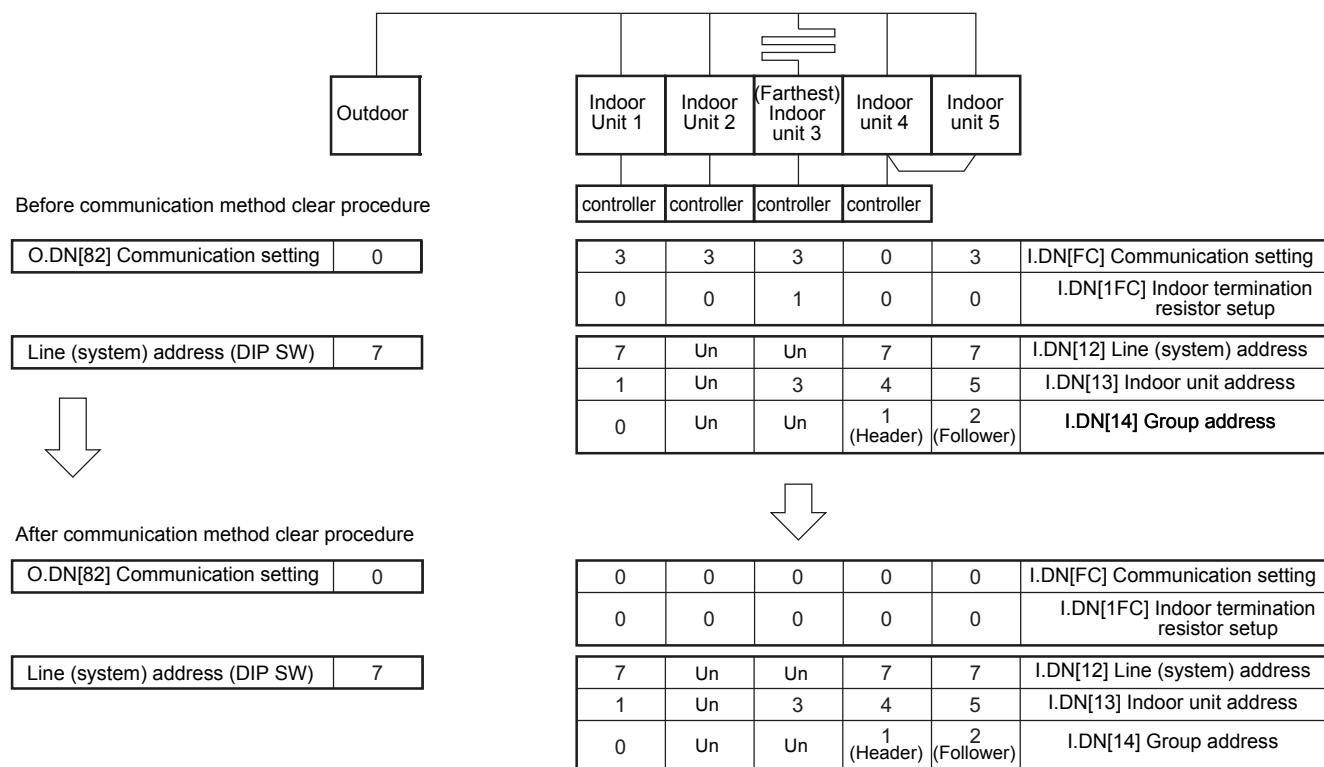 Outdoor
Indoor
Unit 1
Indoor
Unit 2
(Farthest)
Indoor
unit 3
Indoor
unit 4
Indoor
unit 5
controller controller controller controller
Before communication method clear procedure
O.DN[82] Communication setting 0
3 3 3 0 3 I.DN[FC] Communication setting
0 0 1 0 0 I.DN[1FC] Indoor termination
resistor setup
Line (system) address (DIP SW) 7
7 Un Un 7 7 I.DN[12] Line (system) address
1 Un 3 4 5 I.DN[13] Indoor unit address
0 Un Un 1 2 I.DN[14] Group address
(Header) (Follower)
After communication method clear procedure
O.DN[82] Communication setting 0
0 0 0 0 0 I.DN[FC] Communication setting
0 0 0 0 0 I.DN[1FC] Indoor termination
resistor setup
Line (system) address (DIP SW) 7
7 Un Un 7 7 I.DN[12] Line (system) address
1 Un 3 4 5 I.DN[13] Indoor unit address
0 Un Un 1 2 I.DN[14] Group address
(Header) (Follower)